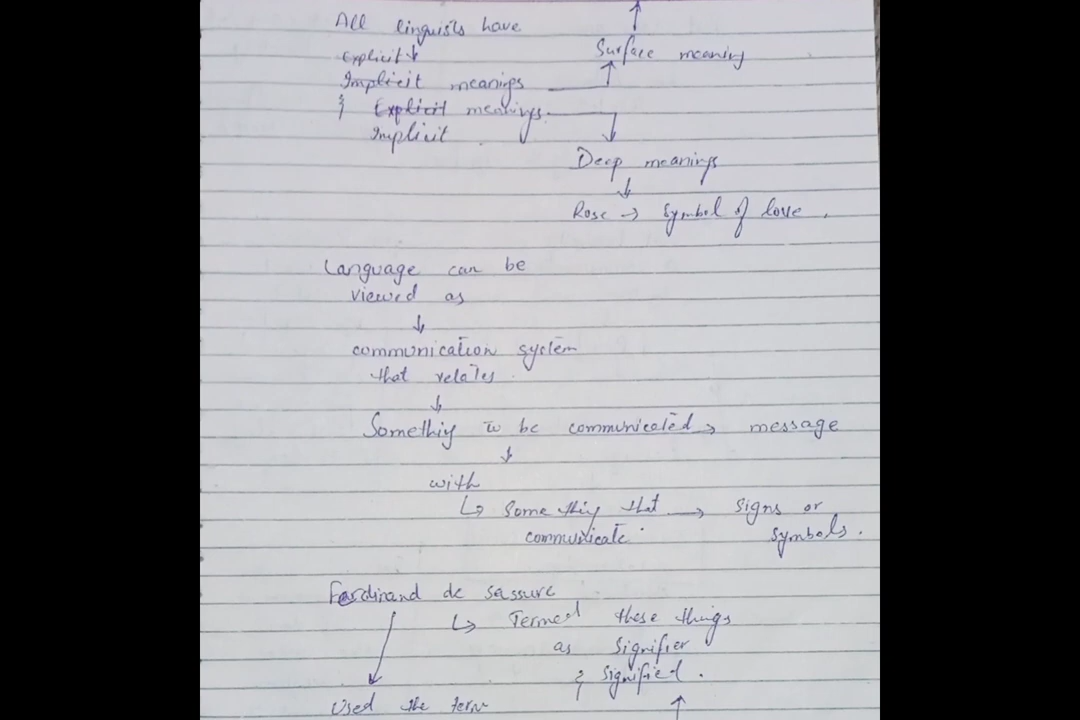 All linguists have
Explicit
Implicit meanings
& Explicit meanings.
Implicit
Surface meaning
Deep meanings
Rose → Symbol of love.
Language can be
viewed as
↓
communication system
that relates
↓
Somethig to be communicated → message
↓
with
↳ Somethig that → signs or
communicate. symbols.
Ferdinand de Sassure
↳ Termed these things
as Signifier
& Signified.
Used the term